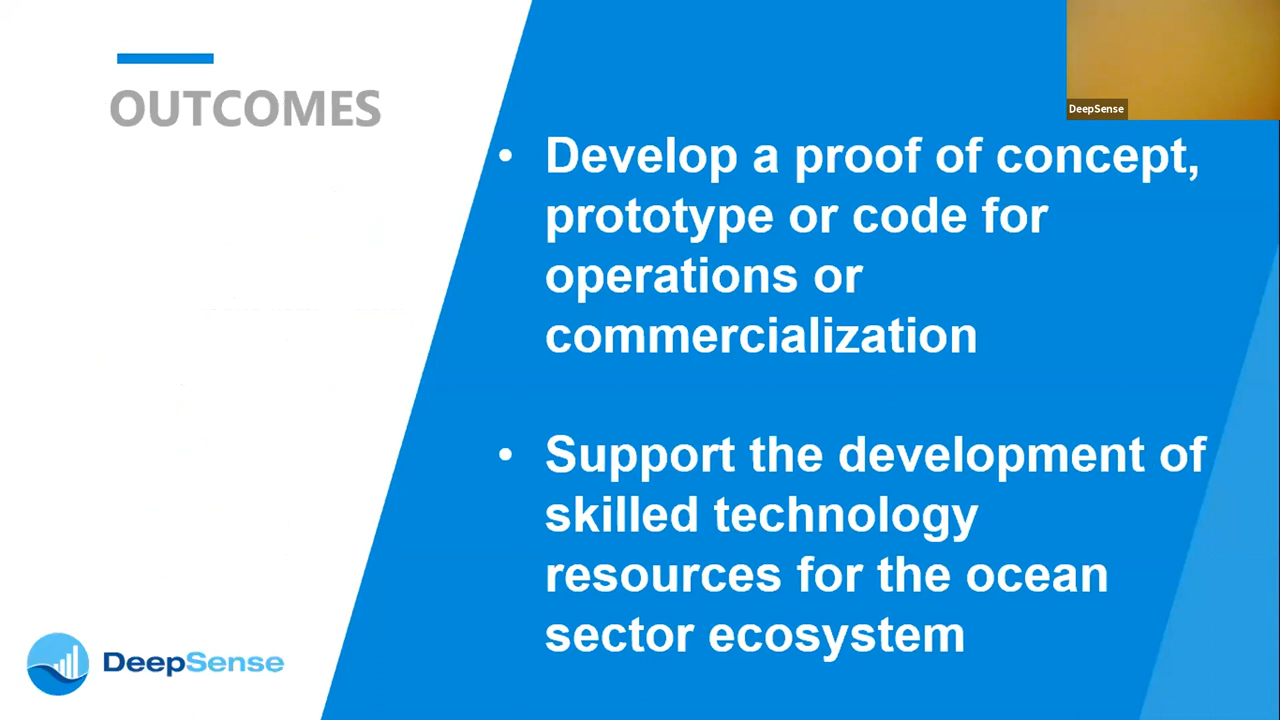 OUTCOMES
DeepSense
• Develop a proof of concept,
prototype or code for
operations or
commercialization
• Support the development of
skilled technology
resources for the ocean
sector ecosystem
DeepSense